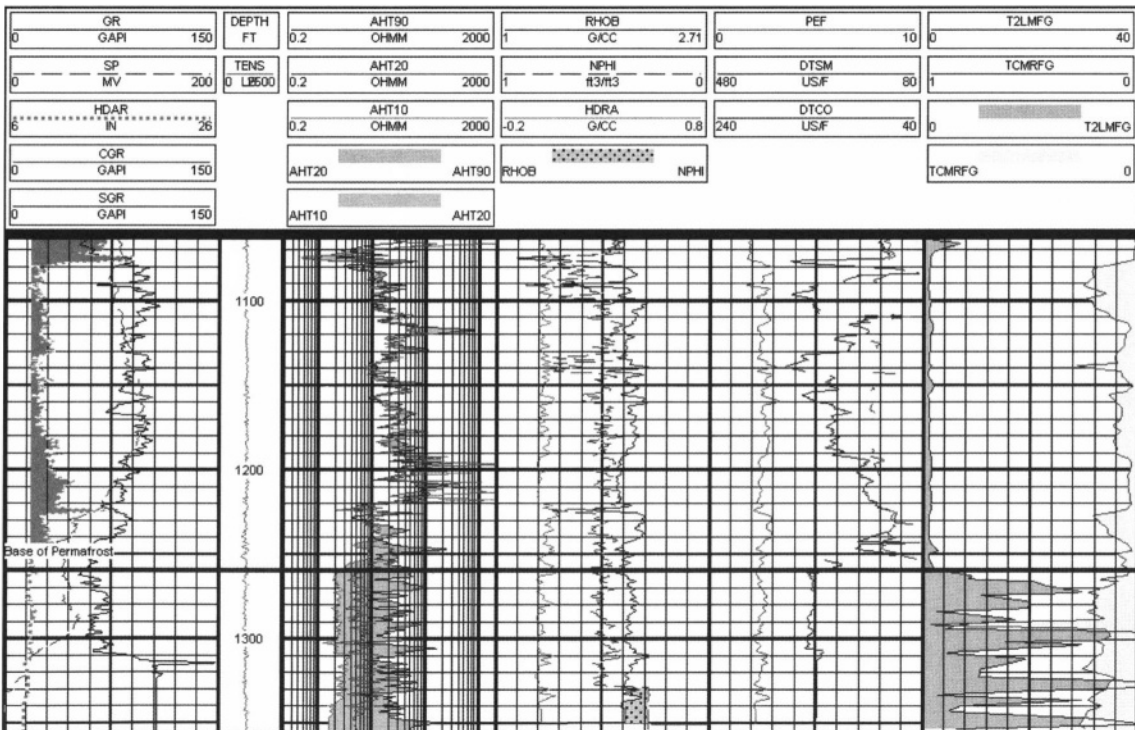 GR
0 GAPI 150
SP
0 MV 200
HDAR
6 IN 26
CGR
0 GAPI 150
SGR
0 GAPI 150
DEPTH
FT
TENS
0 2500
AHT90
0.2 OHMM 2000
AHT20
0.2 OHMM 2000
AHT10
0.2 OHMM 2000
AHT20 AHT90
AHT10 AHT20
RHOB
1 G/CC 2.71
NPHI
1 ft3/ft3 0
HDRA
-0.2 G/CC 0.8
RHOB NPHI
PEF
0 10
DTSM
480 US/F 80
DTCO
240 US/F 40
T2LMFG
0 40
TCMRFG
1 0
0 T2LMFG
TCMRFG 0
1100
1200
Base of Permafrost
1300